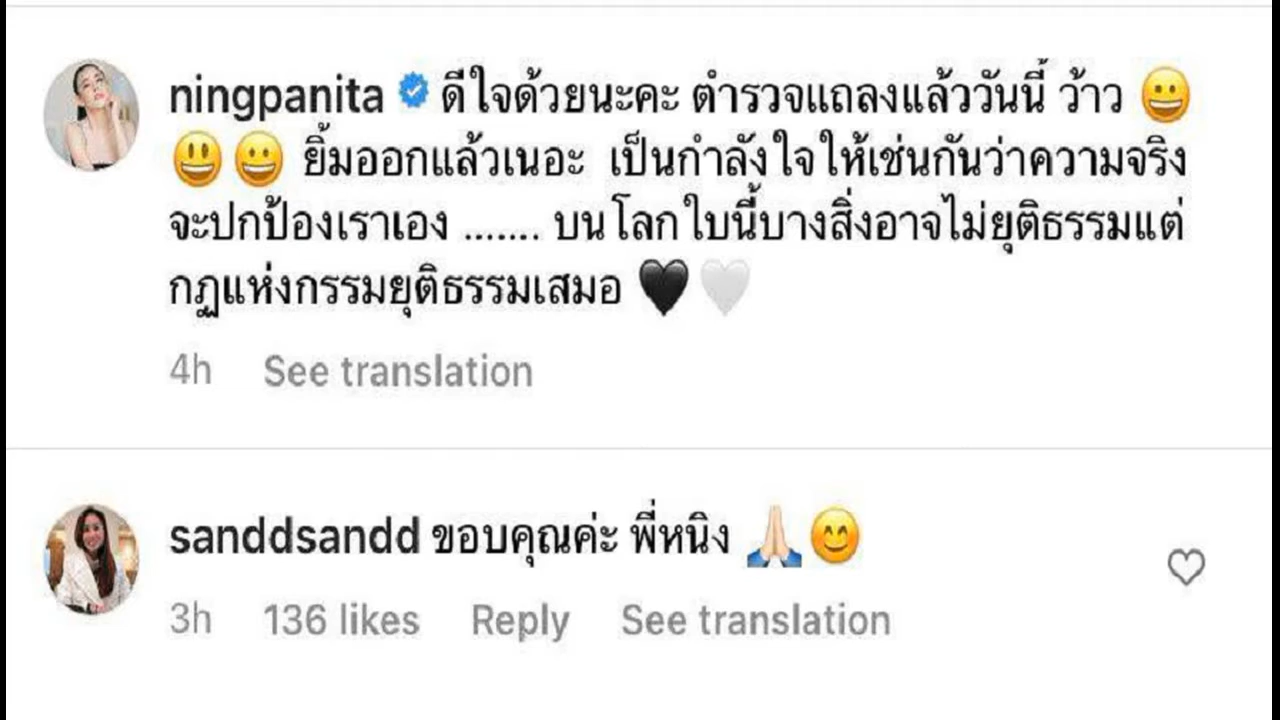 ningpanita ดีใจด้วยนะคะ ตำรวจแถลงแล้ววันนี้ ว้าว 😀
😃😀 ยิ้มออกแล้วเนอะ เป็นกำลังใจให้เช่นกันว่าความจริง
จะปกป้องเราเอง ....... บนโลกใบนี้บางสิ่งอาจไม่ยุติธรรมแต่
กฎแห่งกรรมยุติธรรมเสมอ 🖤🤍
4h See translation
sanddsandd ขอบคุณค่ะ พี่หนิง 🙏🏻😊
3h 136 likes Reply See translation